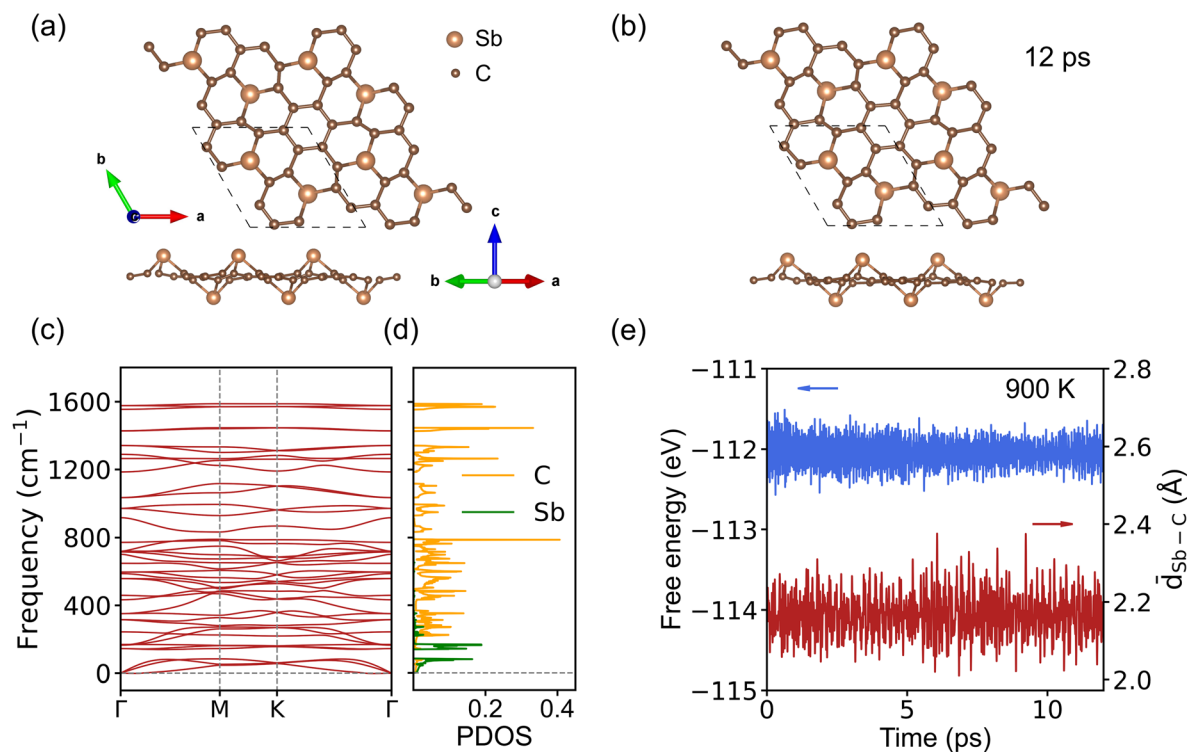 (a)
Sb
C
b
c
a
c
b
a
(b)
12 ps
(c)
Frequency (cm⁻¹)
1600
1200
800
400
0
Γ
M
K
Γ
(d)
C
Sb
0.2
0.4
PDOS
(e)
Free energy (eV)
−111
−112
−113
−114
−115
900 K
2.8
2.6
2.4
2.2
2.0
d̄Sb−C (Å)
0
5
10
Time (ps)